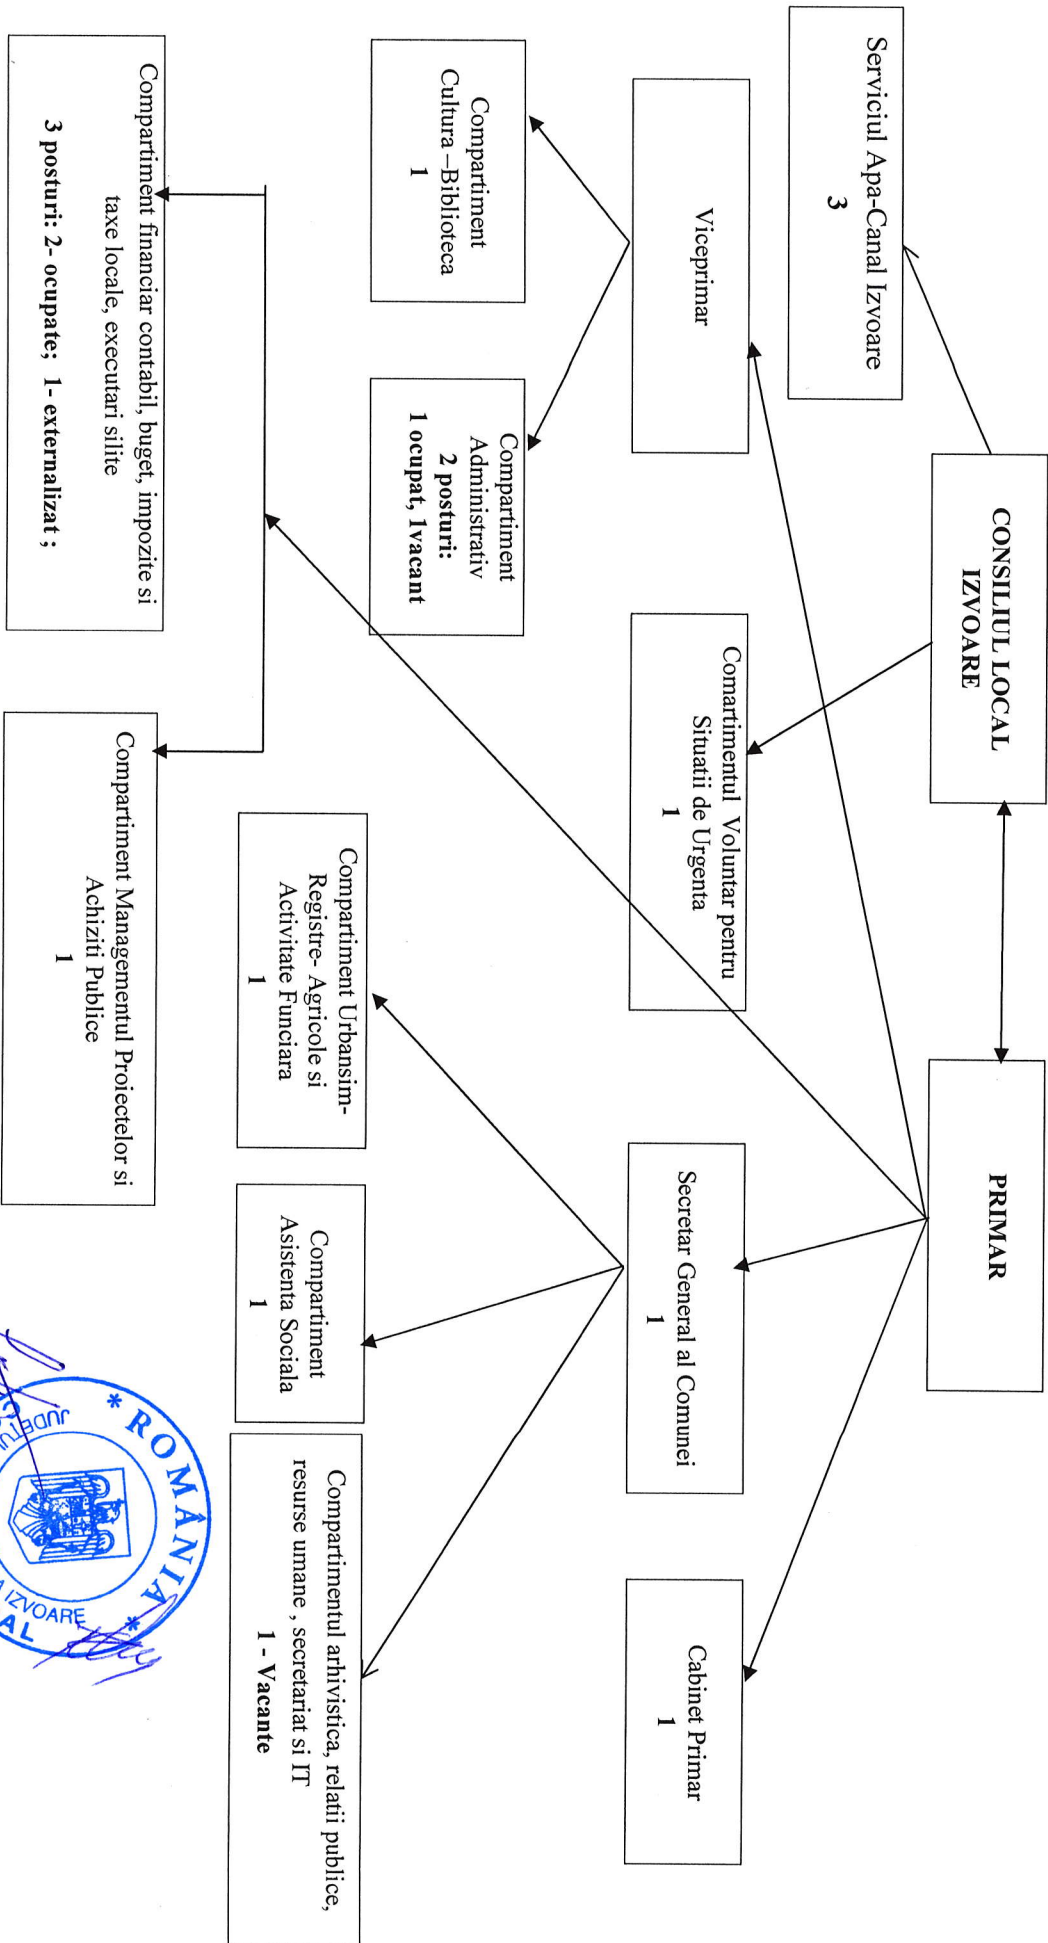 CONSILIUL LOCAL
IZVOARE
PRIMAR
Serviciul Apa-Canal Izvoare
3
Viceprimar
Comartimentul Voluntar pentru
Situatii de Urgenta
1
Secretar General al Comunei
1
Cabinet Primar
1
Compartiment
Cultura –Biblioteca
1
Compartiment
Administrativ
2 posturi:
1 ocupat, 1vacant
Compartiment Urbansim-
Registre- Agricole si
Activitate Funciara
1
Compartiment
Asistenta Sociala
1
Compartimentul arhivistica, relatii publice,
resurse umane , secretariat si IT
1 - Vacante
Compartiment financiar contabil, buget, impozite si
taxe locale, executari silite
3 posturi: 2- ocupate; 1- externalizat ;
Compartiment Managementul Proiectelor si
Achiziti Publice
1
* ROMÂNIA *
JUDEȚUL
IZVOARE